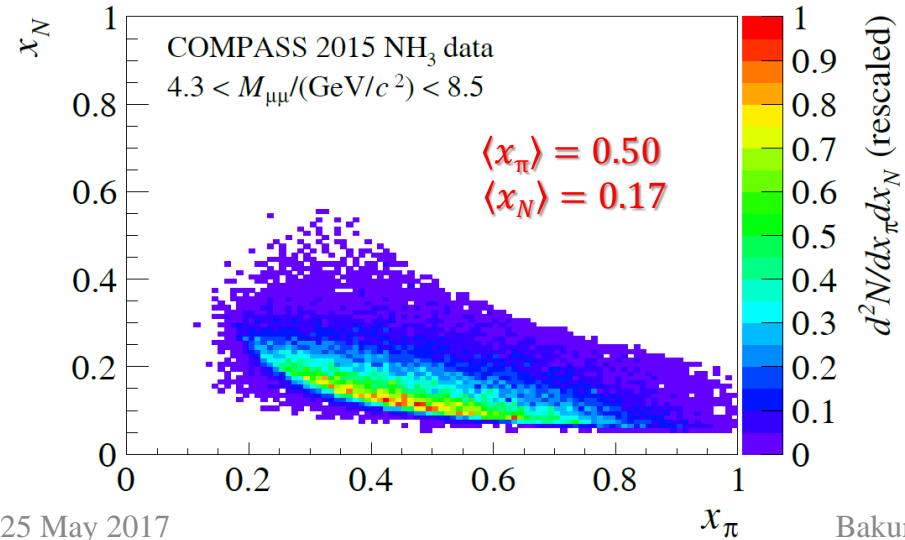 COMPASS 2015 NH₃ data
4.3 < M_μμ/(GeV/c²) < 8.5
⟨x_π⟩ = 0.50
⟨x_N⟩ = 0.17
x_N
1
0.8
0.6
0.4
0.2
0
0 0.2 0.4 0.6 0.8 1
x_π
1
0.9
0.8
0.7
0.6
0.5
0.4
0.3
0.2
0.1
0
d²N/dx_πdx_N (rescaled)
25 May 2017